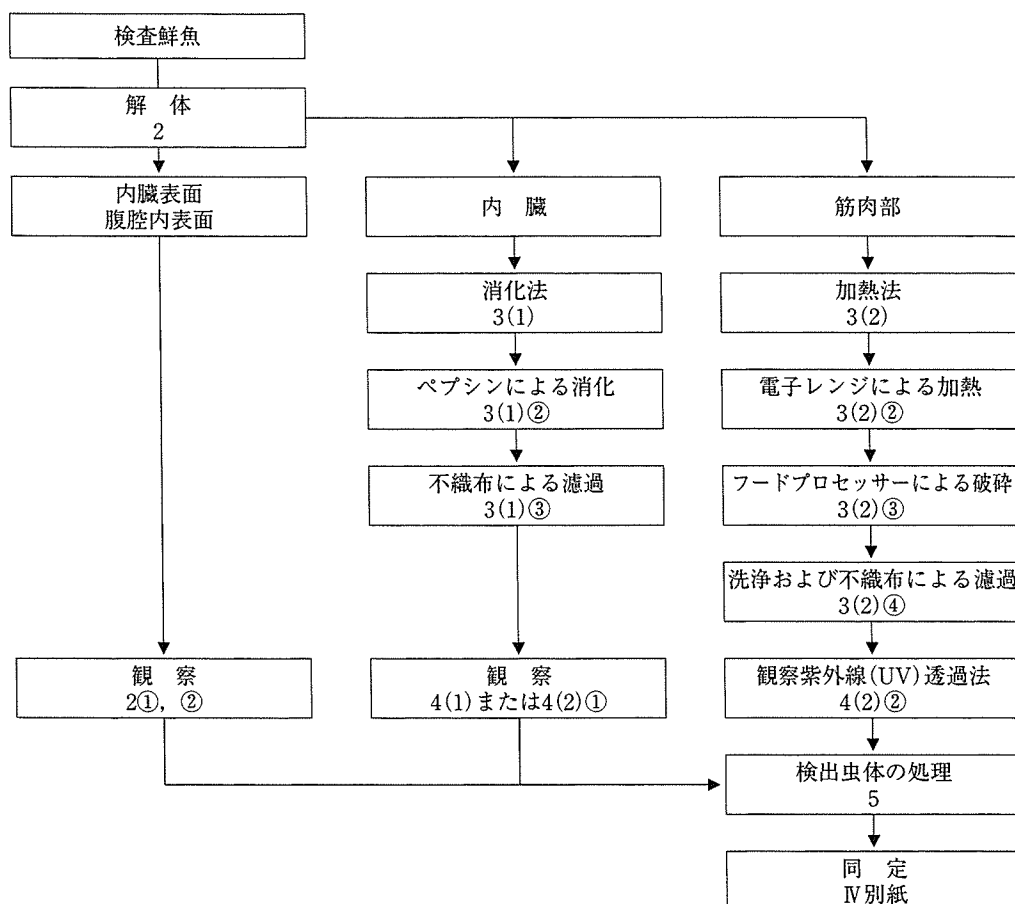 検査鮮魚
解　体
2
内臓表面
腹腔内表面
内　臓
筋肉部
消化法
3(1)
加熱法
3(2)
ペプシンによる消化
3(1)②
電子レンジによる加熱
3(2)②
不織布による濾過
3(1)③
フードプロセッサーによる破砕
3(2)③
洗浄および不織布による濾過
3(2)④
観　察
2①, ②
観　察
4(1)または4(2)①
観察紫外線(UV)透過法
4(2)②
検出虫体の処理
5
同　定
Ⅳ別紙